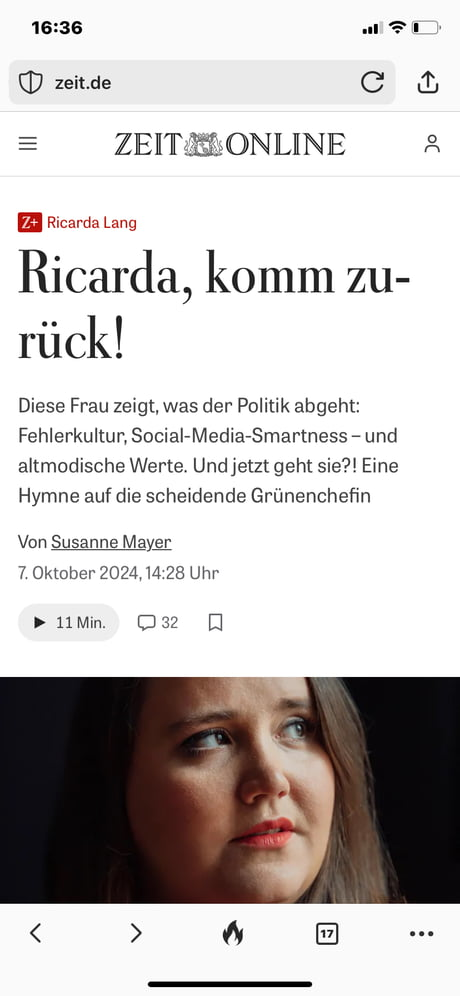 16:36
zeit.de
ZEIT ONLINE
Z+ Ricarda Lang
Ricarda, komm zu-
rück!
Diese Frau zeigt, was der Politik abgeht:
Fehlerkultur, Social-Media-Smartness – und
altmodische Werte. Und jetzt geht sie?! Eine
Hymne auf die scheidende Grünenchefin
Von Susanne Mayer
7. Oktober 2024, 14:28 Uhr
11 Min. 32
17